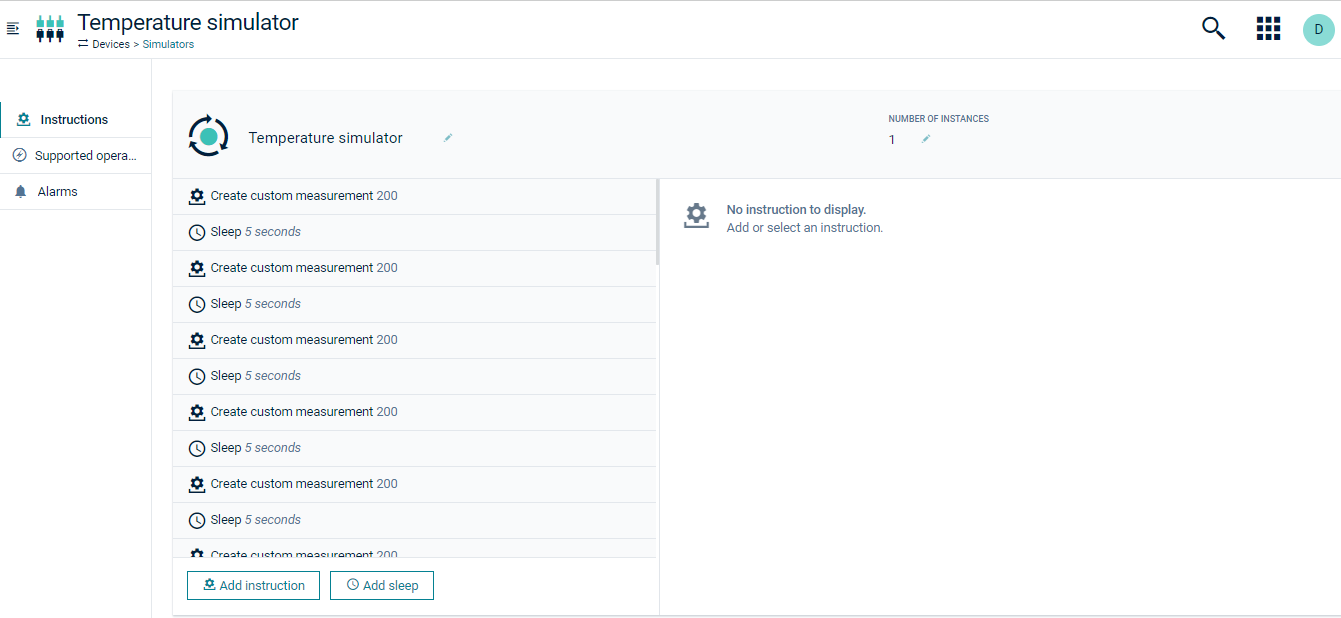 Temperature simulator
Devices > Simulators
D
Instructions
Supported opera...
Alarms
Temperature simulator
NUMBER OF INSTANCES
1
Create custom measurement 200
Sleep 5 seconds
Create custom measurement 200
Sleep 5 seconds
Create custom measurement 200
Sleep 5 seconds
Create custom measurement 200
Sleep 5 seconds
Create custom measurement 200
Sleep 5 seconds
Create custom measurement 200
Add instruction
Add sleep
No instruction to display.
Add or select an instruction.